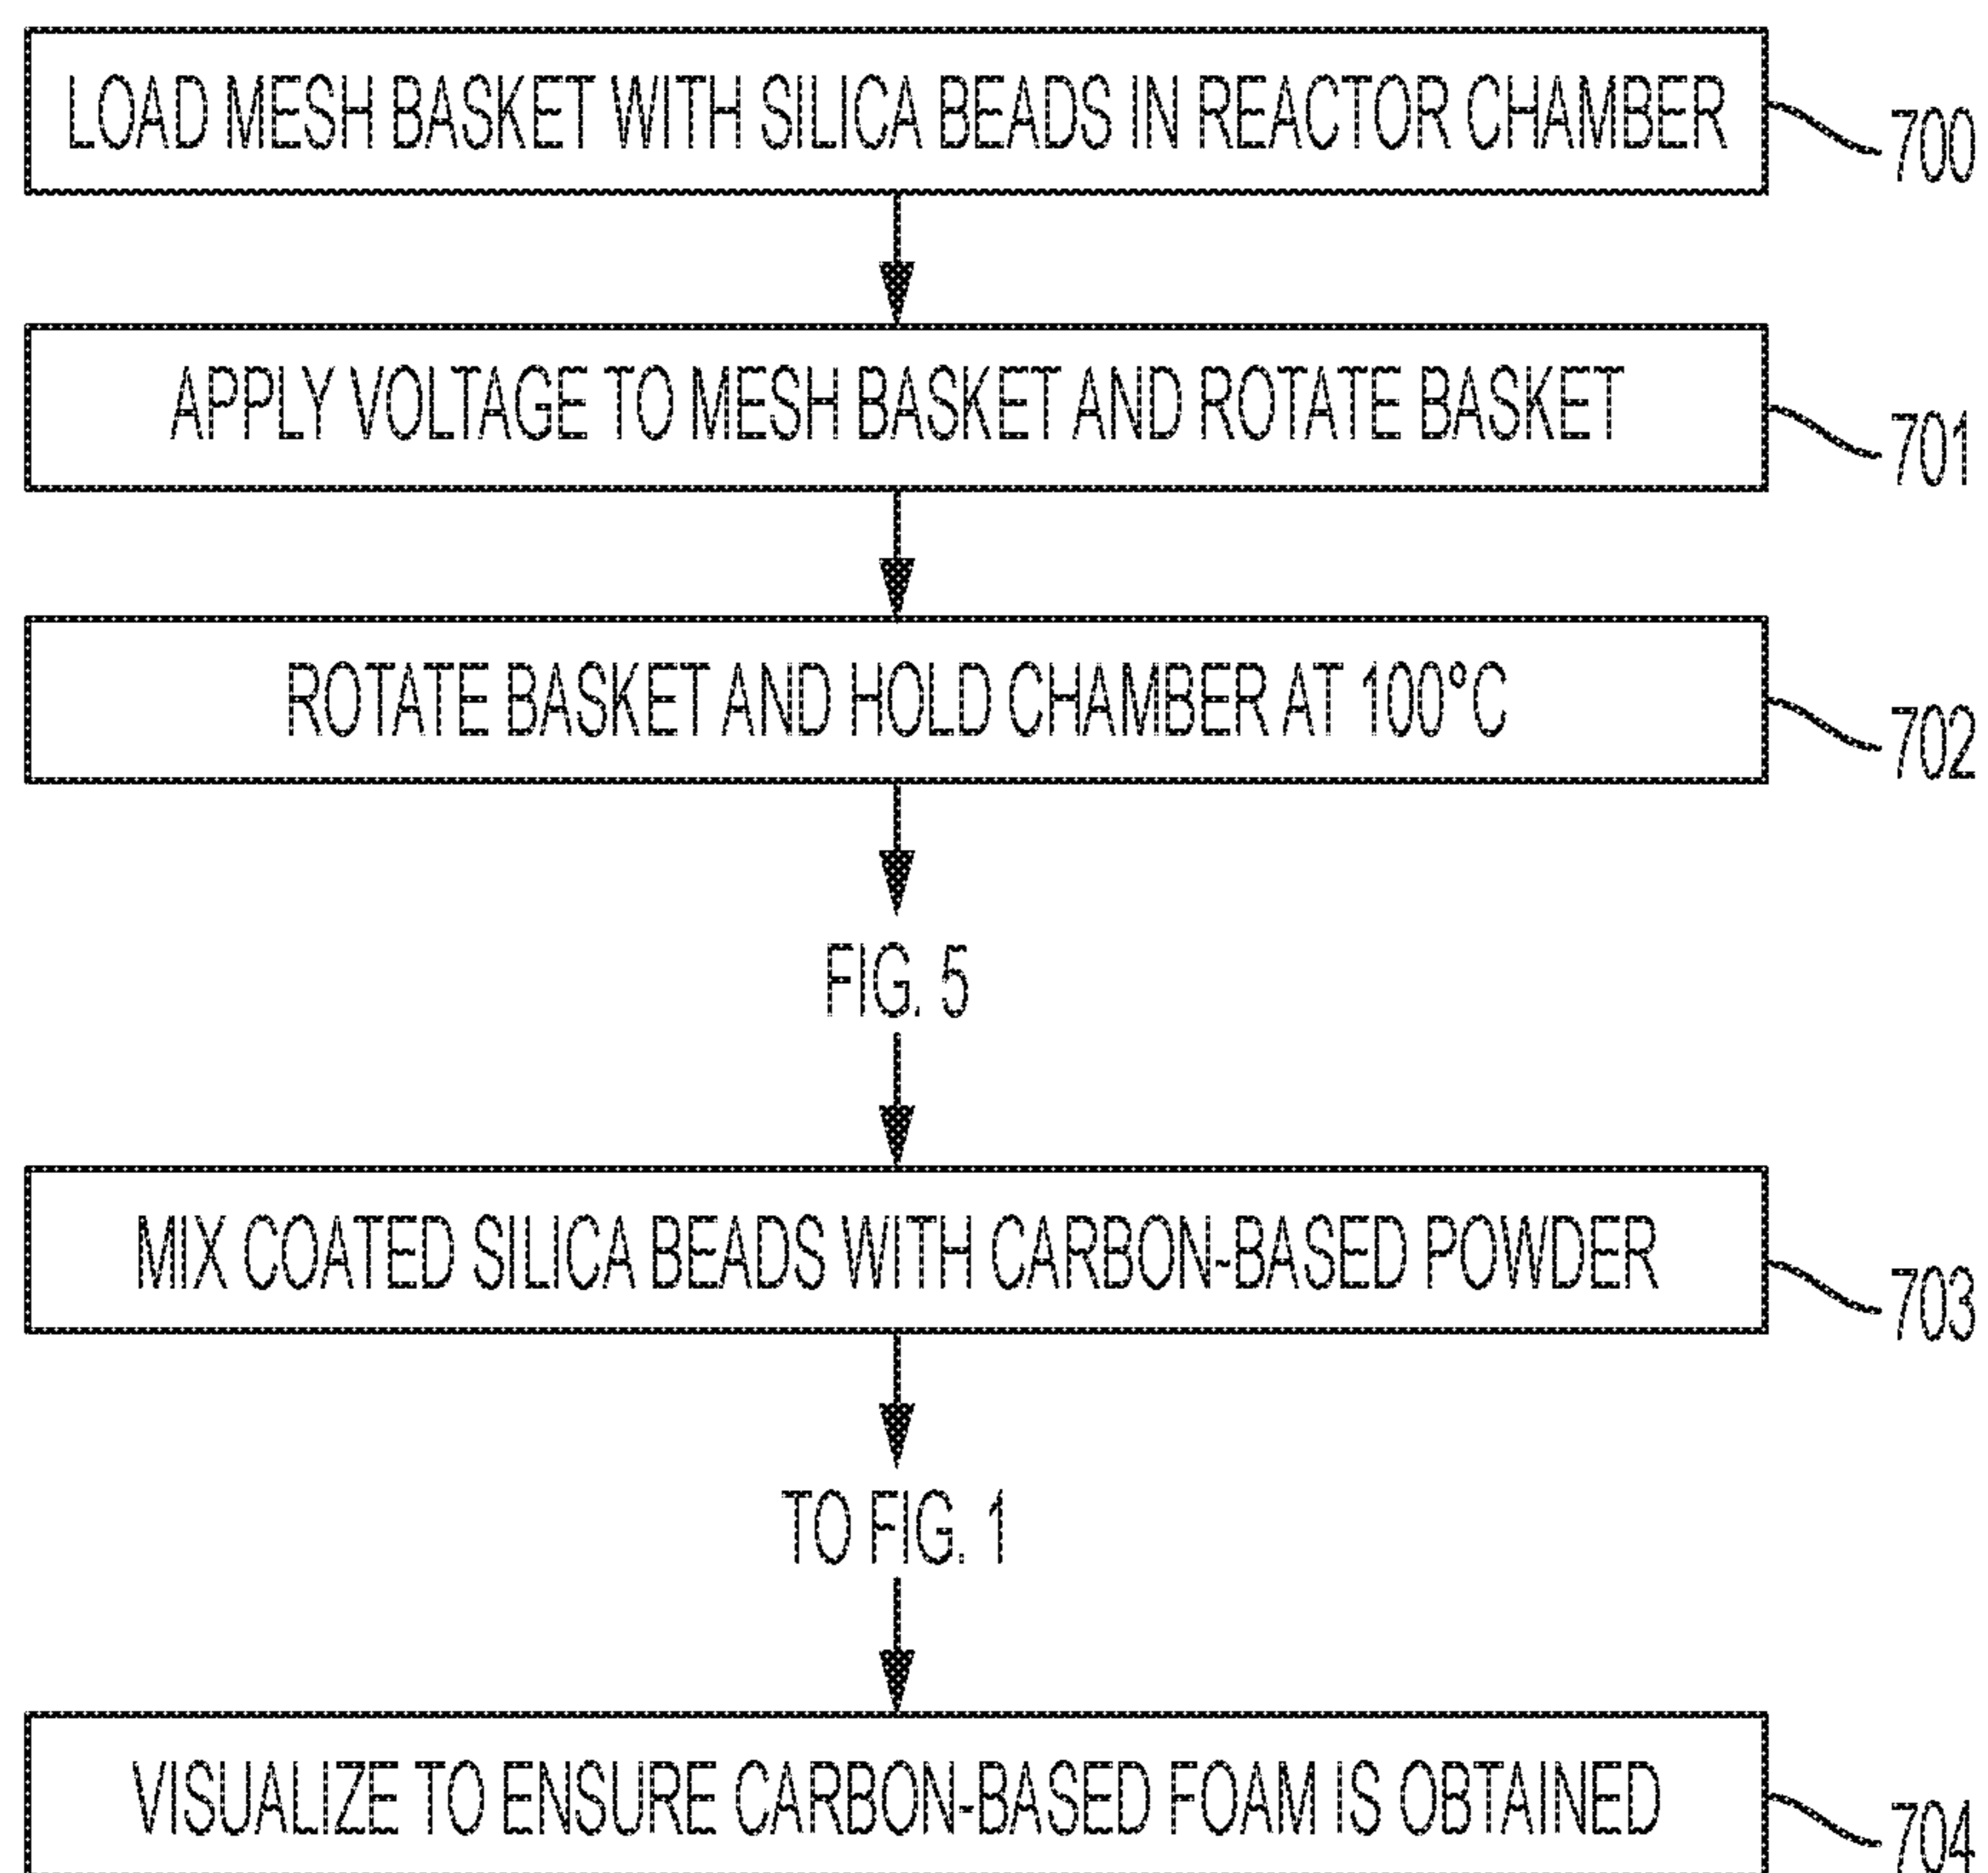 LOAD MESH BASKET WITH SILICA BEADS IN REACTOR CHAMBER
700
APPLY VOLTAGE TO MESH BASKET AND ROTATE BASKET
701
ROTATE BASKET AND HOLD CHAMBER AT 100°C
702
FIG. 5
MIX COATED SILICA BEADS WITH CARBON-BASED POWDER
703
TO FIG. 1
VISUALIZE TO ENSURE CARBON-BASED FOAM IS OBTAINED
704